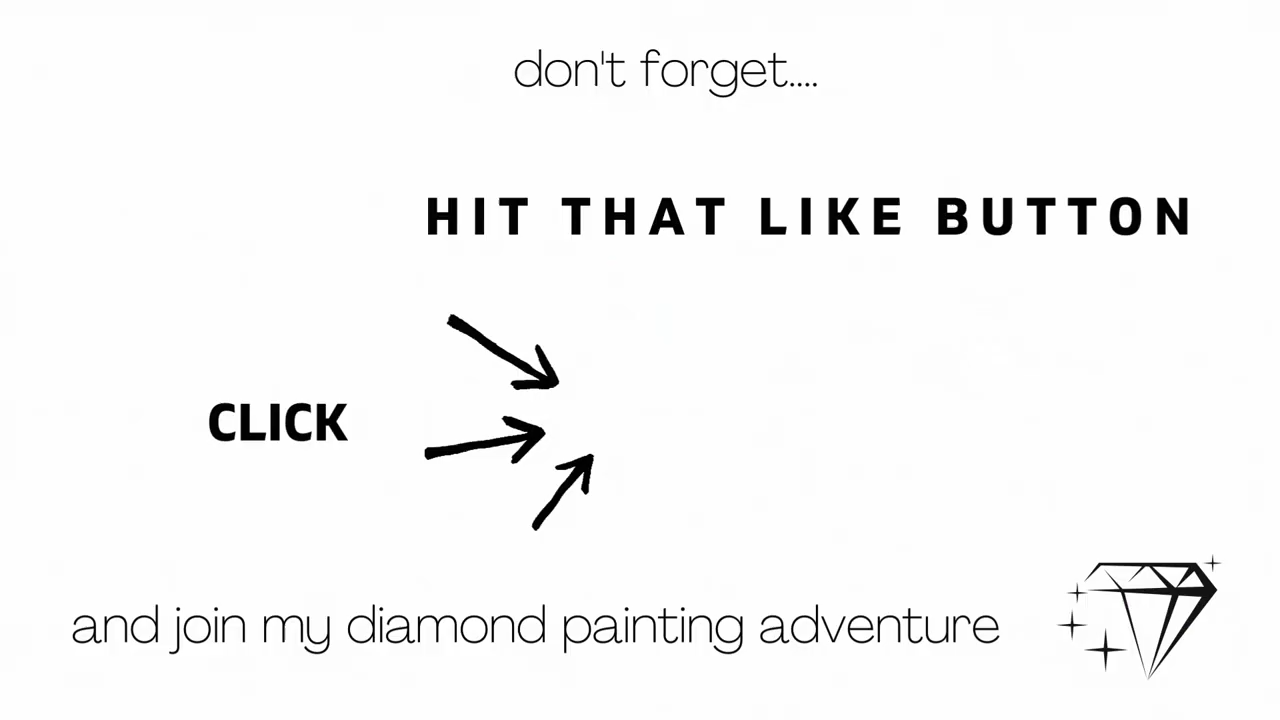 don't forget....
HIT THAT LIKE BUTTON
CLICK
and join my diamond painting adventure